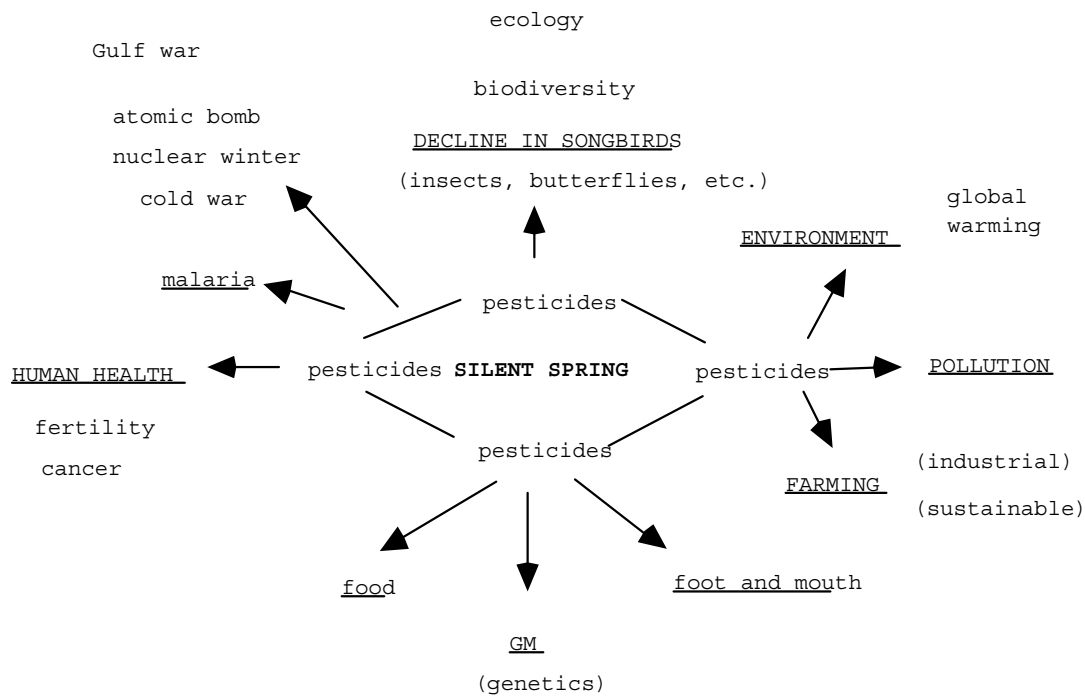 ecology
Gulf war
biodiversity
atomic bomb
DECLINE IN SONGBIRDS
nuclear winter
(insects, butterflies, etc.)
cold war
global
warming
ENVIRONMENT
malaria
pesticides
HUMAN HEALTH
pesticides SILENT SPRING
pesticides
POLLUTION
fertility
cancer
pesticides
(industrial)
FARMING
(sustainable)
food
foot and mouth
GM
(genetics)